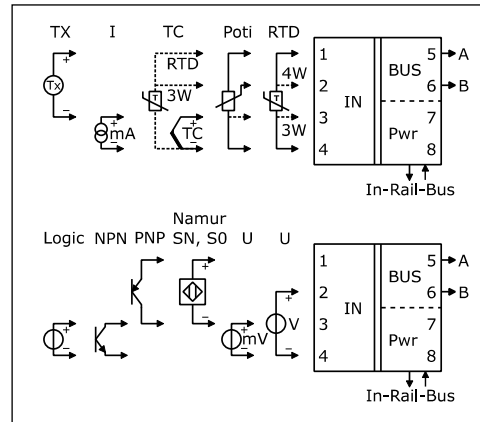 TX I TC Poti RTD
+ RTD 4W 1 5 A
BUS
Tx 3W T T 2 6 B
IN
- + + 3W 3 7
mA TC Pwr
- - 4 8
In-Rail-Bus
Namur
Logic NPN PNP SN, S0 U U
+ + 1 5 A
BUS
+ 2 6 B
IN
+ - + V 3 7
mV Pwr
- - - 4 8
In-Rail-Bus